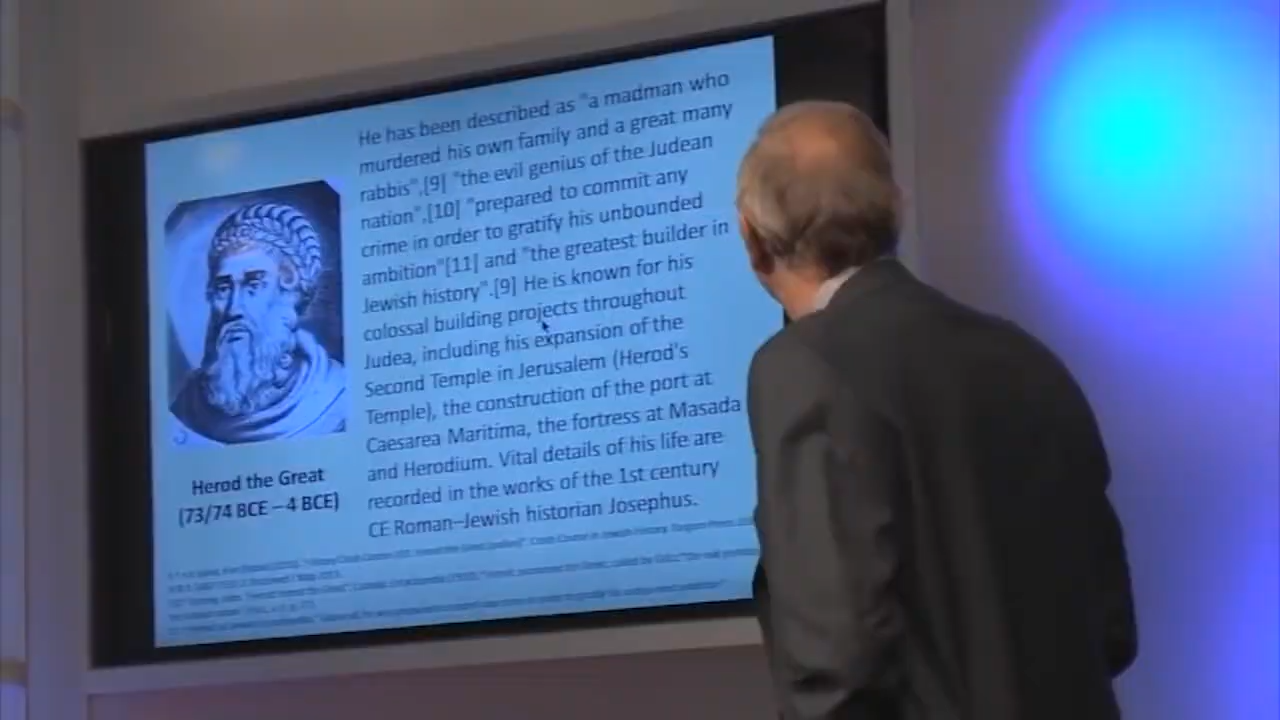 He has been described as "a madman who
murdered his own family and a great many
rabbis",[9] "the evil genius of the Judean
nation",[10] "prepared to commit any
crime in order to gratify his unbounded
ambition"[11] and "the greatest builder in
Jewish history".[9] He is known for his
colossal building projects throughout
Judea, including his expansion of the
Second Temple in Jerusalem (Herod's
Temple), the construction of the port at
Caesarea Maritima, the fortress at Masada
and Herodium. Vital details of his life are
recorded in the works of the 1st century
CE Roman–Jewish historian Josephus.
Herod the Great
(73/74 BCE – 4 BCE)